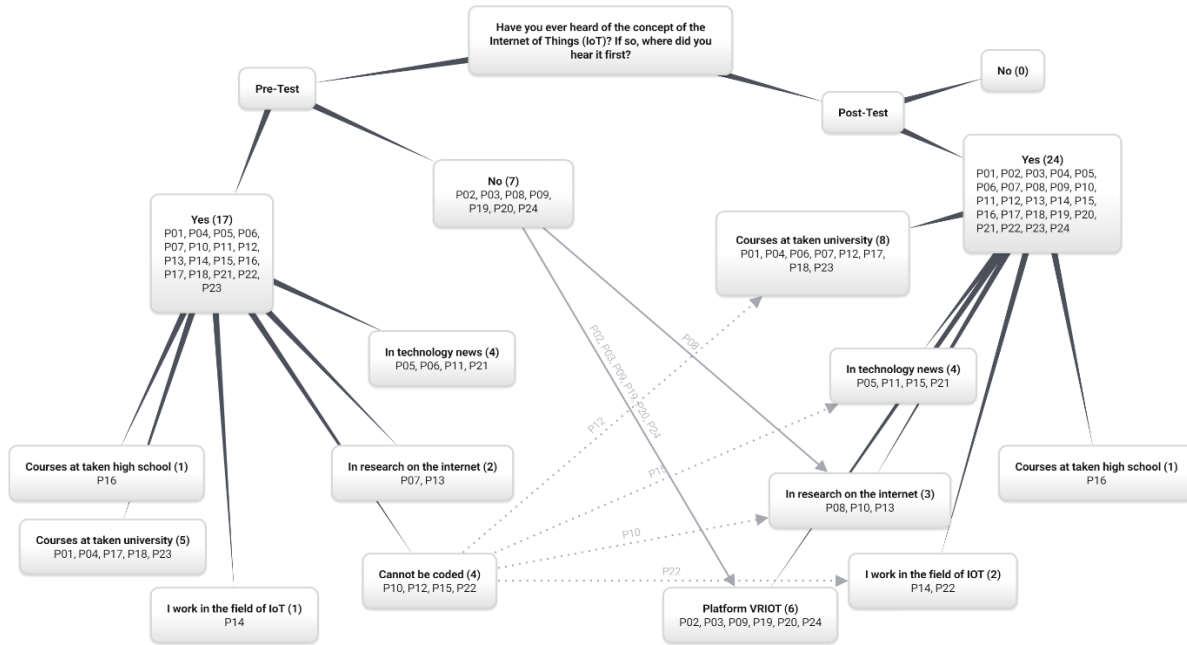 Have you ever heard of the concept of the
Internet of Things (IoT)? If so, where did you
hear it first?
Pre-Test
Post-Test
No (0)
No (7)
P02, P03, P08, P09,
P19, P20, P24
Yes (17)
P01, P04, P05, P06,
P07, P10, P11, P12,
P13, P14, P15, P16,
P17, P18, P21, P22,
P23
Yes (24)
P01, P02, P03, P04, P05,
P06, P07, P08, P09, P10,
P11, P12, P13, P14, P15,
P16, P17, P18, P19, P20,
P21, P22, P23, P24
Courses at taken university (8)
P01, P04, P06, P07, P12, P17,
P18, P23
In technology news (4)
P05, P06, P11, P21
P08
P02, P03, P09, P19, P20, P24
In technology news (4)
P05, P11, P15, P21
P12
P15
Courses at taken high school (1)
P16
In research on the internet (2)
P07, P13
In research on the internet (3)
P08, P10, P13
Courses at taken high school (1)
P16
Courses at taken university (5)
P01, P04, P17, P18, P23
P10
Cannot be coded (4)
P10, P12, P15, P22
P22
I work in the field of IOT (2)
P14, P22
I work in the field of IoT (1)
P14
Platform VRIOT (6)
P02, P03, P09, P19, P20, P24